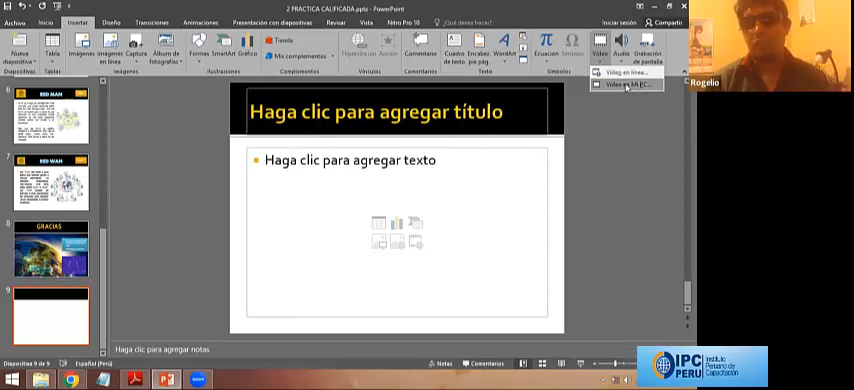 2 PRACTICA CALIFICADA.pptx - PowerPoint
Archivo Inicio Insertar Diseño Transiciones Animaciones Presentación con diapositivas Revisar Vista Nitro Pro 10 ¿Qué desea hacer? Iniciar sesión Compartir
Nueva diapositiva
Tabla
Imágenes
Imágenes en línea
Captura
Álbum de fotografías
Formas
SmartArt
Gráfico
Tienda
Mis complementos
Hipervínculo
Acción
Comentario
Cuadro texto
Encabez. pie pág.
WordArt
Ecuación
Símbolo
Vídeo
Audio
Grabación de pantalla
Diapositivas Tablas Imágenes Complementos Vínculos Comentarios Texto Símbolos
Vídeo en línea...
Vídeo en Mi PC...
Rogelio
6
RED MAN
7
RED WAN
8
GRACIAS
9
Haga clic para agregar título
Haga clic para agregar texto
Haga clic para agregar notas
Diapositiva 9 de 9 Español (Perú) Notas Comentarios
zoom
IPC PERU
Instituto
Peruano de
Capacitación